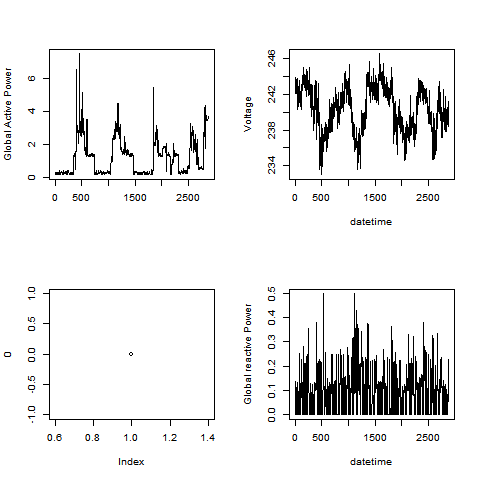 Global Active Power
0 2 4 6
0 500 1500 2500
Voltage
234 238 242 246
0 500 1500 2500
datetime
0
-1.0 -0.5 0.0 0.5 1.0
0.6 0.8 1.0 1.2 1.4
Index
Global reactive Power
0.0 0.1 0.2 0.3 0.4 0.5
0 500 1500 2500
datetime